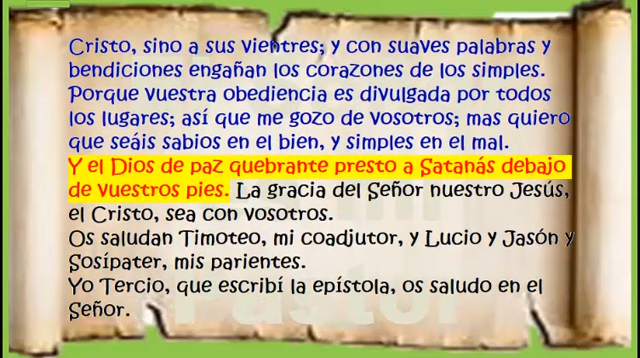 Cristo, sino a sus vientres; y con suaves palabras y
bendiciones engañan los corazones de los simples.
Porque vuestra obediencia es divulgada por todos
los lugares; así que me gozo de vosotros; mas quiero
que seáis sabios en el bien, y simples en el mal.
Y el Dios de paz quebrante presto a Satanás debajo
de vuestros pies. La gracia del Señor nuestro Jesús,
el Cristo, sea con vosotros.
Os saludan Timoteo, mi coadjutor, y Lucio y Jasón y
Sosípater, mis parientes.
Yo Tercio, que escribí la epístola, os saludo en el
Señor.
Pastor